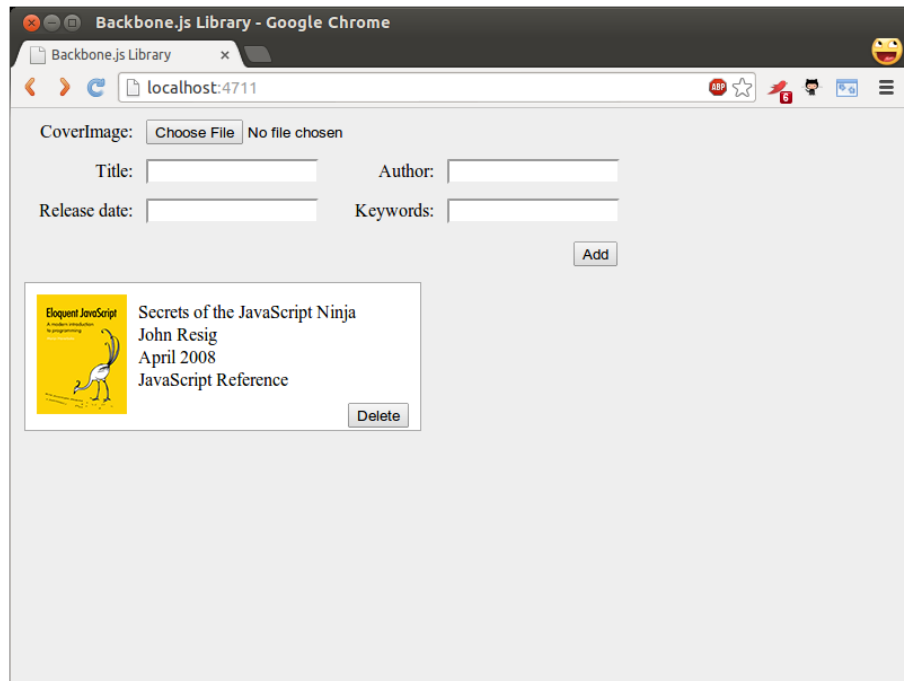 Backbone.js Library - Google Chrome
Backbone.js Library ×
localhost:4711
ABP
6
CoverImage: Choose File No file chosen
Title: Author:
Release date: Keywords:
Add
Eloquent JavaScript
A modern introduction
to programming
Secrets of the JavaScript Ninja
John Resig
April 2008
JavaScript Reference
Delete